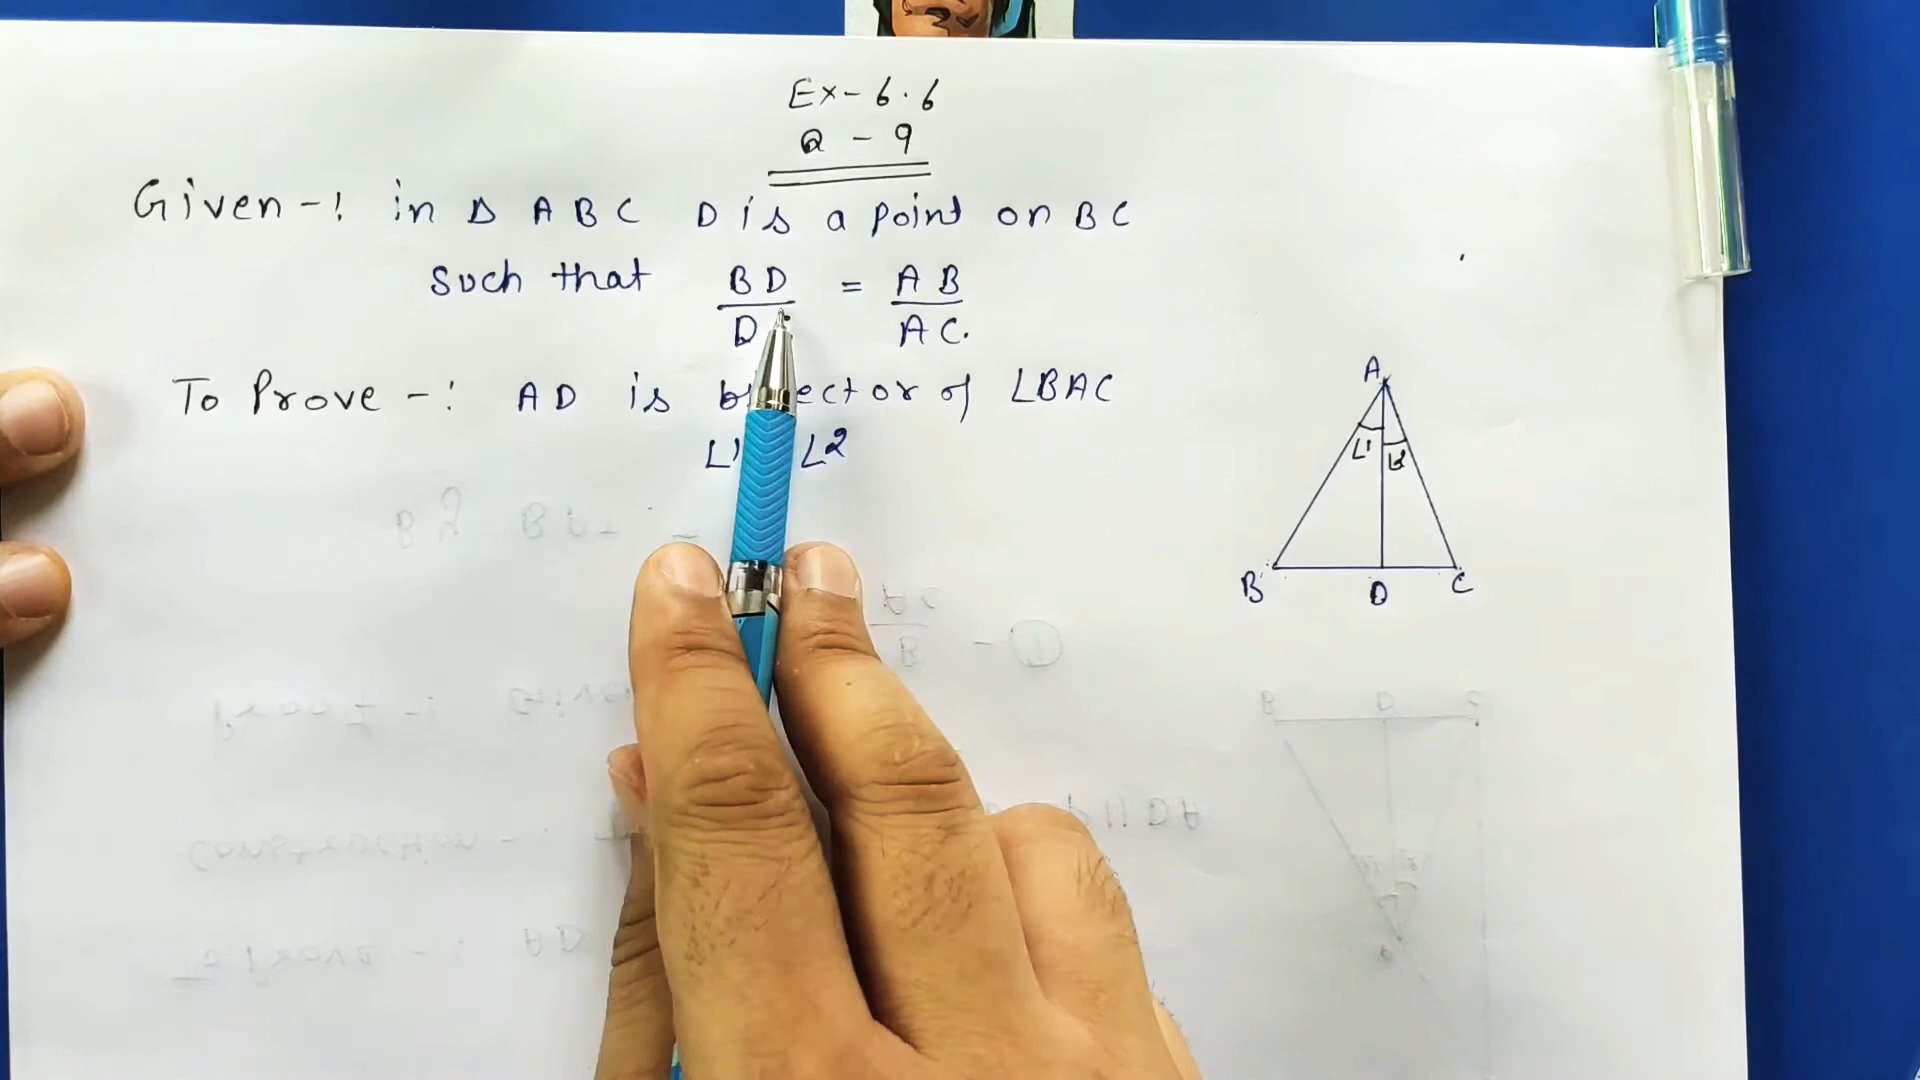 Ex-6.6
Q-9
Given-: in Δ ABC D is a point on BC
such that BD = AB
D AC.
To Prove -: AD is b ector of ∠BAC
∠1 ∠2
A
∠1 ∠2
B D C